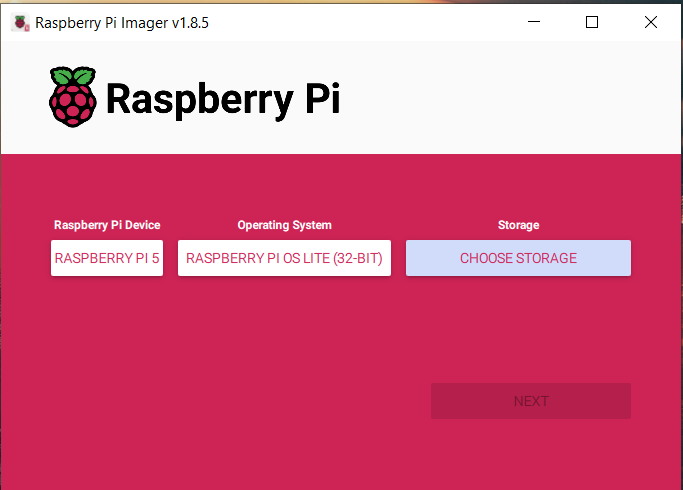 Raspberry Pi Imager v1.8.5
Raspberry Pi
Raspberry Pi Device Operating System Storage
RASPBERRY PI 5 RASPBERRY PI OS LITE (32-BIT) CHOOSE STORAGE
NEXT